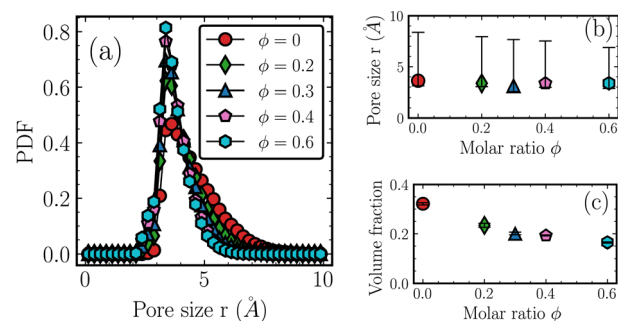 (a)
PDF
0.8
0.6
0.4
0.2
0.0
0
5
10
Pore size r (Å)
ϕ = 0
ϕ = 0.2
ϕ = 0.3
ϕ = 0.4
ϕ = 0.6
(b)
Pore size r (Å)
10
5
0
0.0 0.2 0.4 0.6
Molar ratio ϕ
(c)
Volume fraction
0.4
0.2
0.0
0.0 0.2 0.4 0.6
Molar ratio ϕ